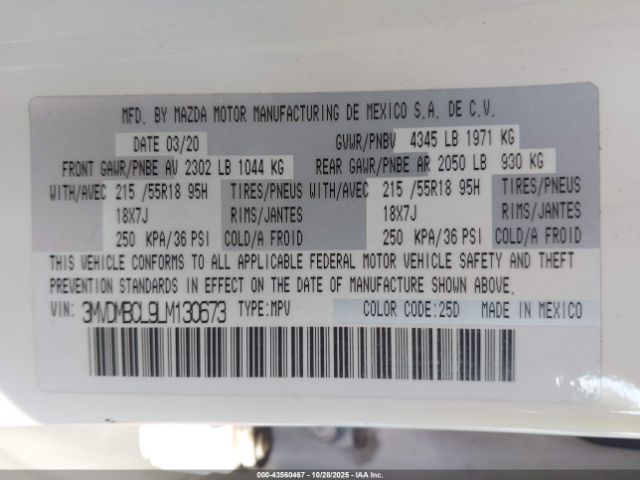 MFD. BY MAZDA MOTOR MANUFACTURING DE MEXICO S.A. DE C.V.
DATE 03/20 GVWR/PNBV 4345 LB 1971 KG
FRONT GAWR/PNBE AV 2302 LB 1044 KG REAR GAWR/PNBE AR 2050 LB 930 KG
WITH/AVEC 215 /55R18 95H TIRES/PNEUS WITH/AVEC 215 /55R18 95H TIRES/PNEUS
18X7J RIMS/JANTES 18X7J RIMS/JANTES
250 KPA/36 PSI COLD/A FROID 250 KPA/36 PSI COLD/A FROID
THIS VEHICLE CONFORMS TO ALL APPLICABLE FEDERAL MOTOR VEHICLE SAFETY AND THEFT
PREVENTION STANDARDS IN EFFECT ON THE DATE OF MANUFACTURE SHOWN ABOVE.
VIN: 3MVDMBCL9LM130673 TYPE:MPV COLOR CODE:25D MADE IN MEXICO
000-43560467 - 10/28/2025 - IAAI, Inc.